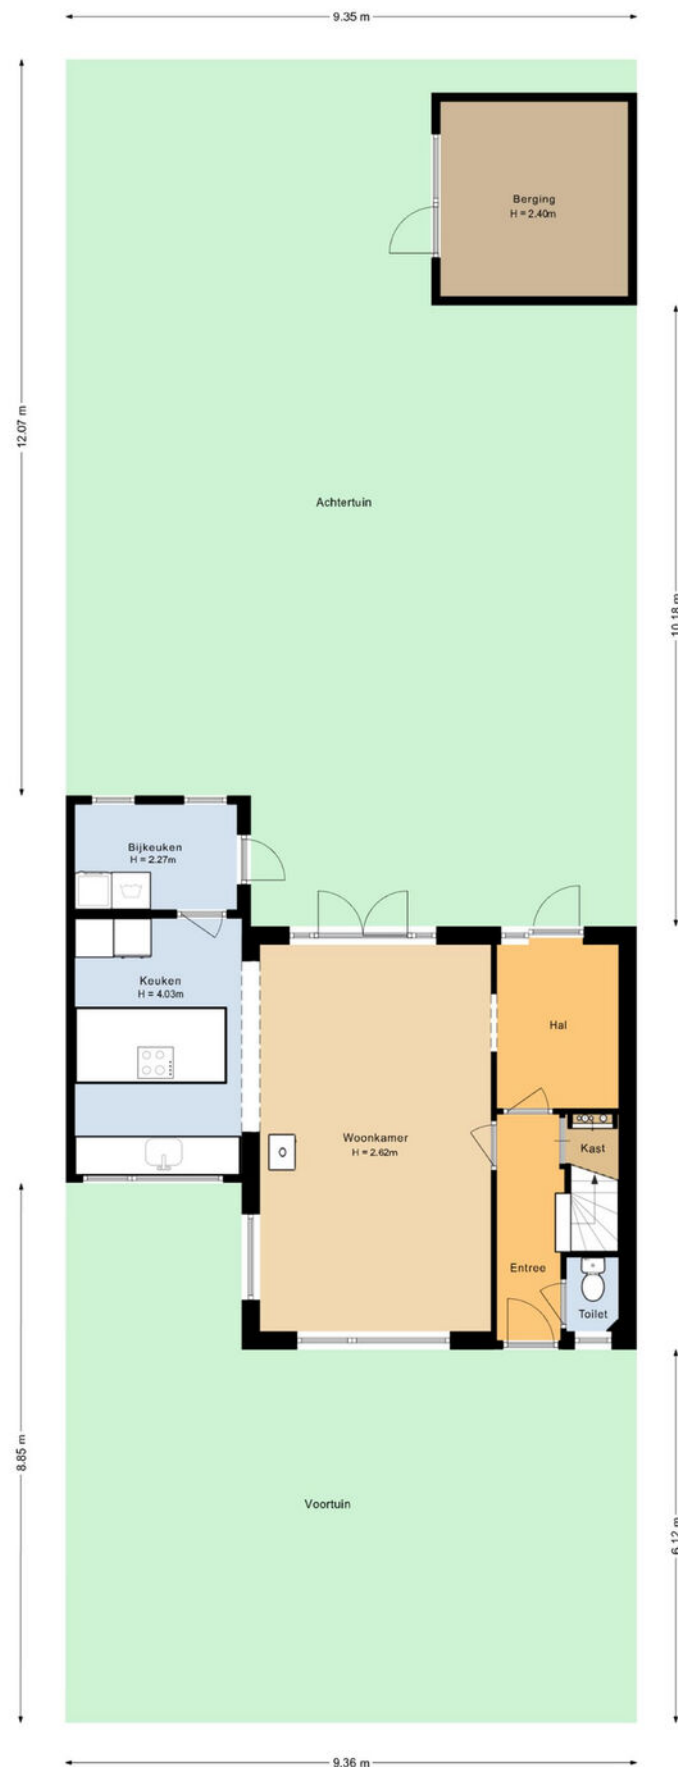 9.35 m
Berging
H = 2.40m
12.07 m
Achtertuin
10.18 m
Bijkeuken
H = 2.27m
Keuken
H = 4.03m
Hal
Woonkamer
H = 2.62m
Kast
Entree
Toilet
8.85 m
Voortuin
6.12 m
9.36 m